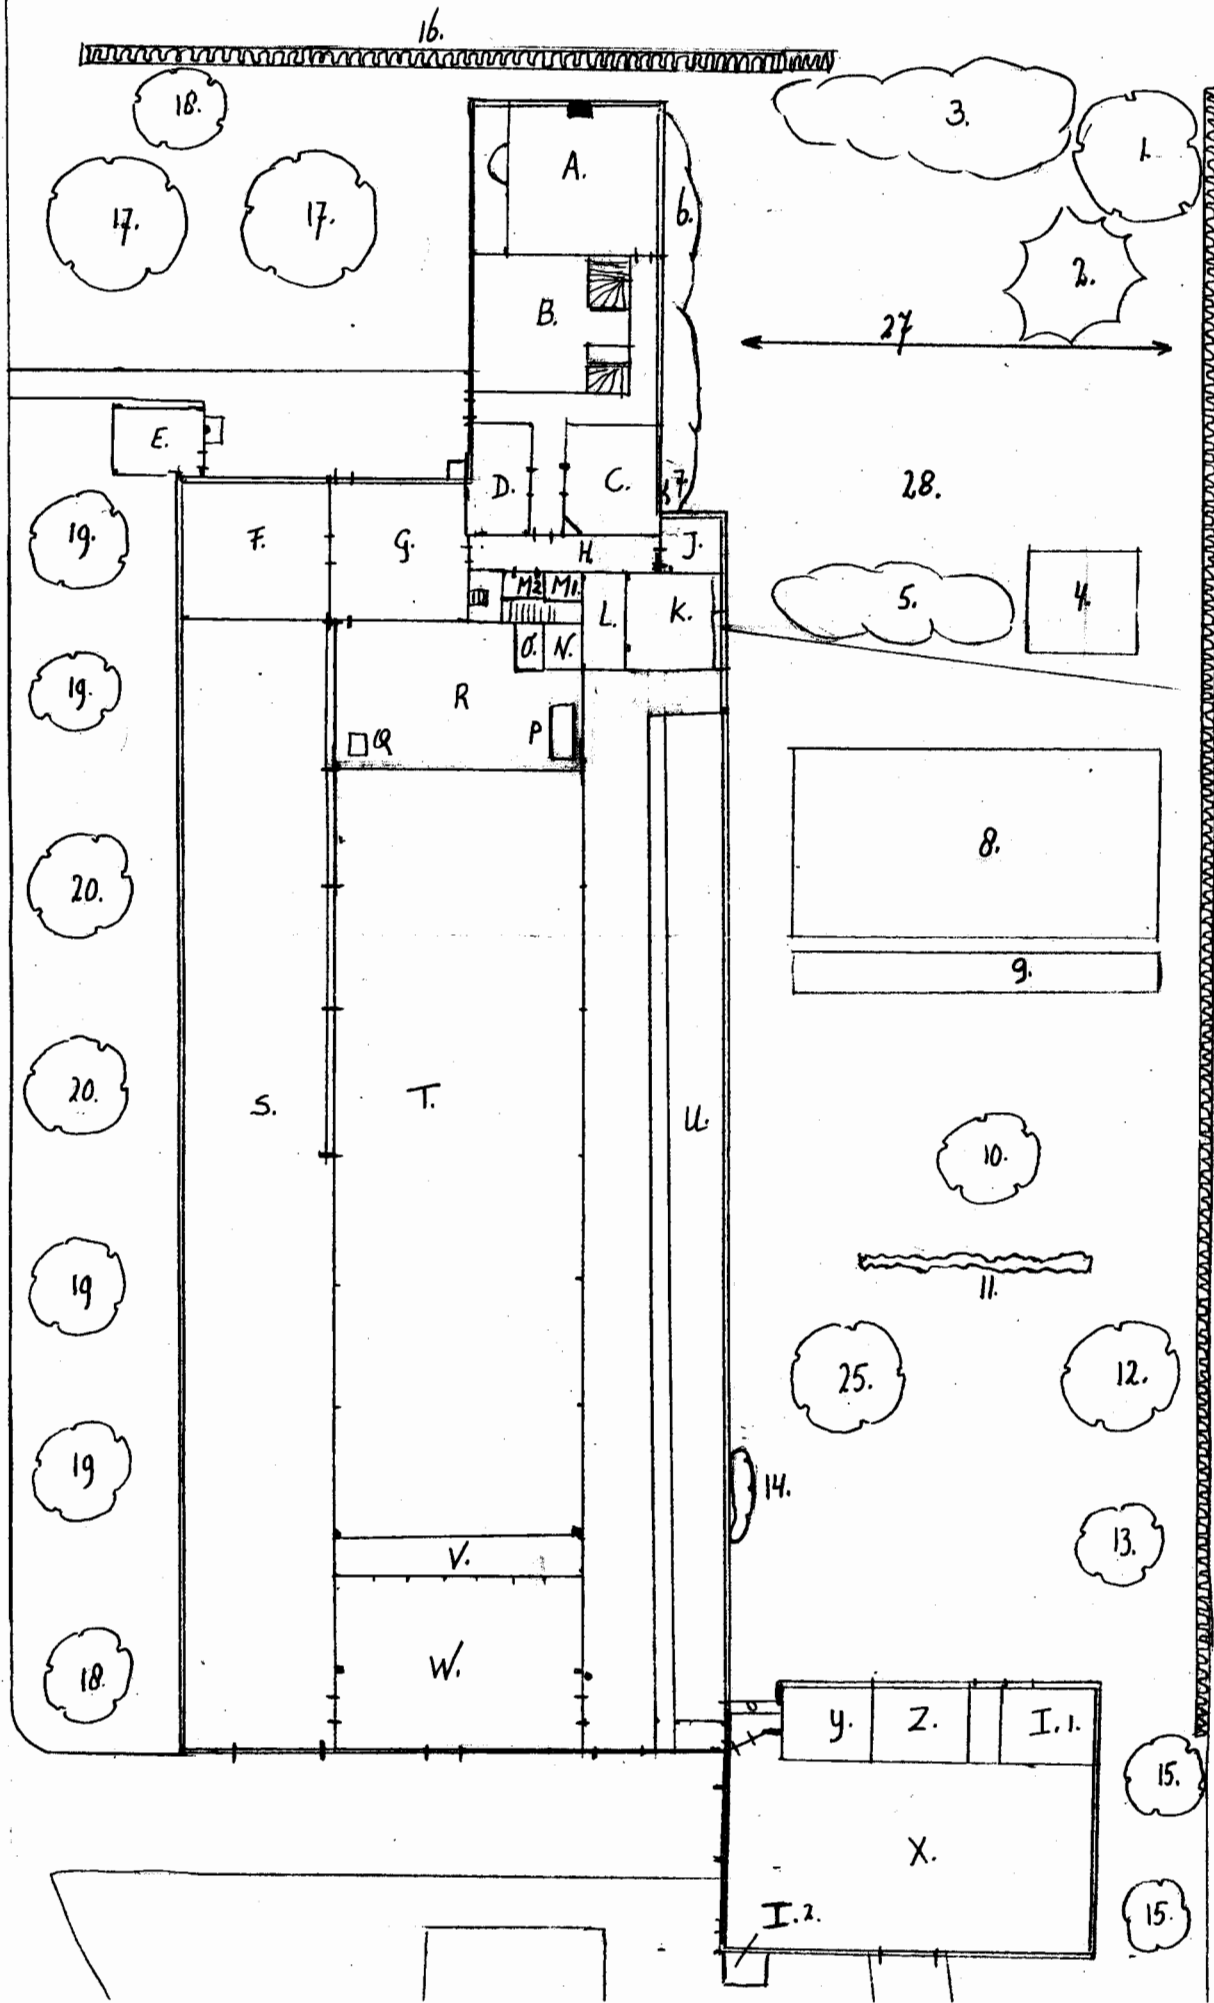 16.
18.
3.
1.
17.
17.
A.
6.
2.
B.
27
E.
D.
C.
7.
28.
19.
F.
G.
H.
J.
M2
M1.
L.
K.
5.
4.
O.
N.
19.
R
Q
P
8.
20.
9.
20.
S.
T.
U.
10.
11.
19
25.
12.
19
14.
13.
V.
18.
W.
Y.
Z.
I.1.
15.
X.
I.2.
15.